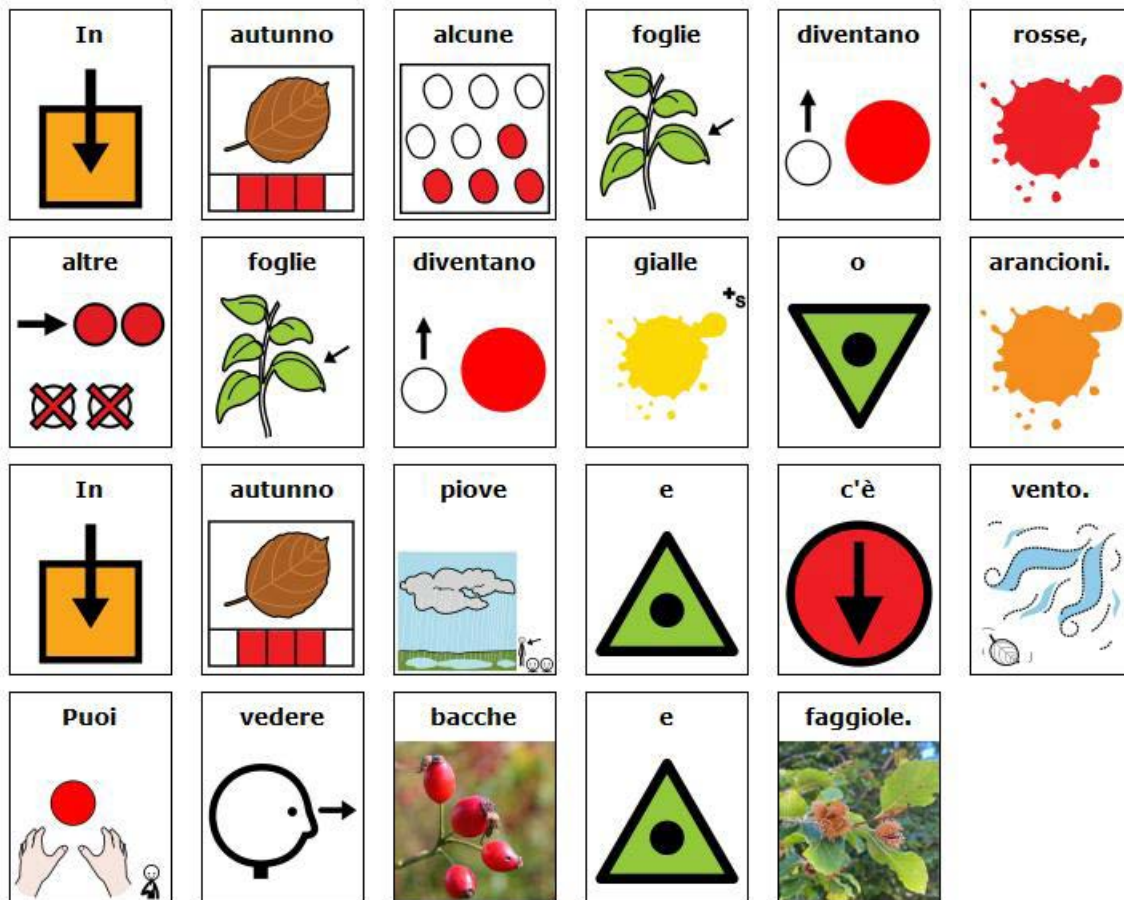 In autunno alcune foglie diventano rosse,
altre foglie diventano gialle o arancioni.
+s
In autunno piove e c'è vento.
Puoi vedere bacche e faggiole.